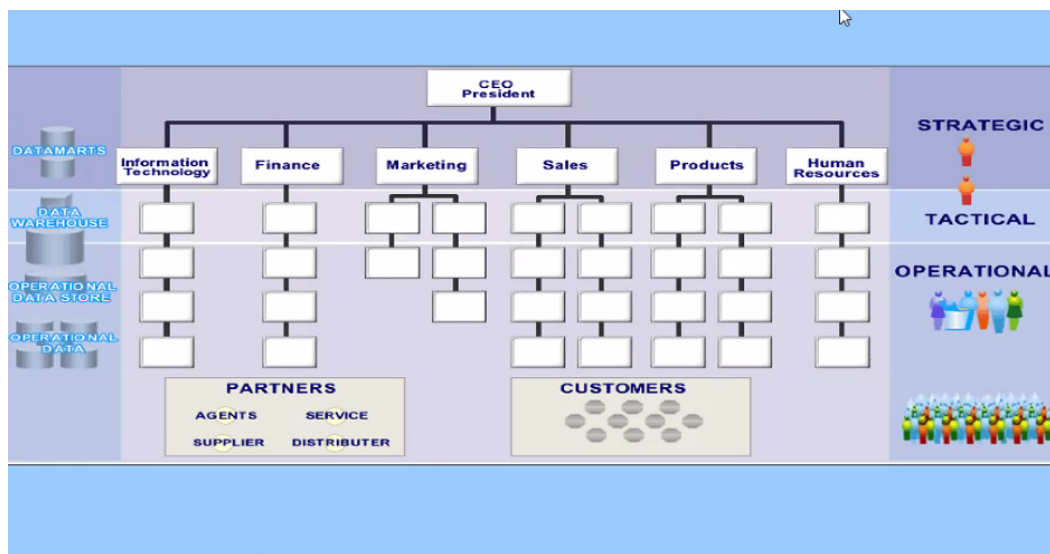 CEO
President
STRATEGIC
DATAMARTS
Information
Technology
Finance
Marketing
Sales
Products
Human
Resources
DATA
WAREHOUSE
TACTICAL
OPERATIONAL
OPERATIONAL
DATA STORE
OPERATIONAL
DATA
PARTNERS
AGENTS
SERVICE
SUPPLIER
DISTRIBUTER
CUSTOMERS